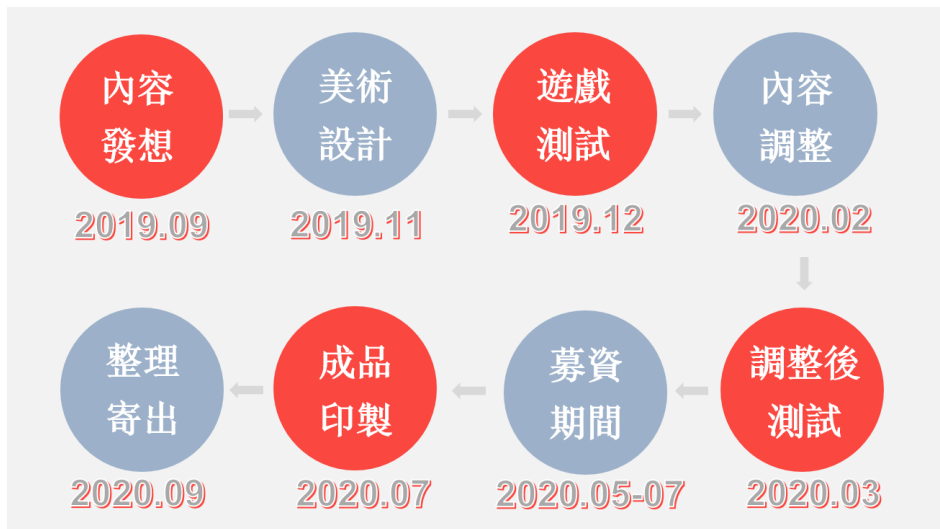 內容
發想
2019.09
美術
設計
2019.11
遊戲
測試
2019.12
內容
調整
2020.02
調整後
測試
2020.03
募資
期間
2020.05-07
成品
印製
2020.07
整理
寄出
2020.09